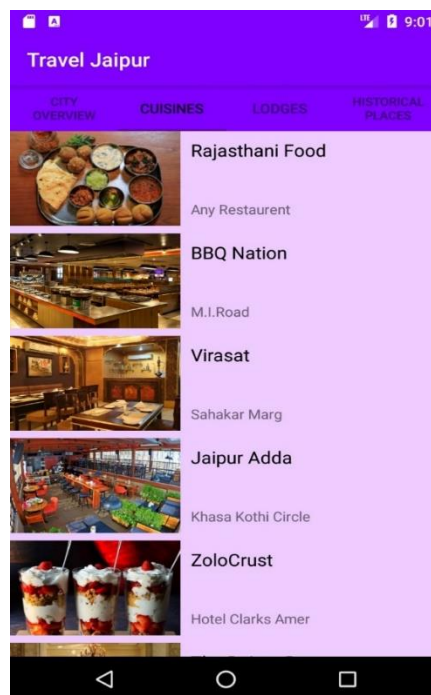 A
LTE
9:01
Travel Jaipur
CITY
OVERVIEW
CUISINES
LODGES
HISTORICAL
PLACES
Rajasthani Food
Any Restaurent
BBQ Nation
M.I.Road
Virasat
Sahakar Marg
Jaipur Adda
Khasa Kothi Circle
ZoloCrust
Hotel Clarks Amer